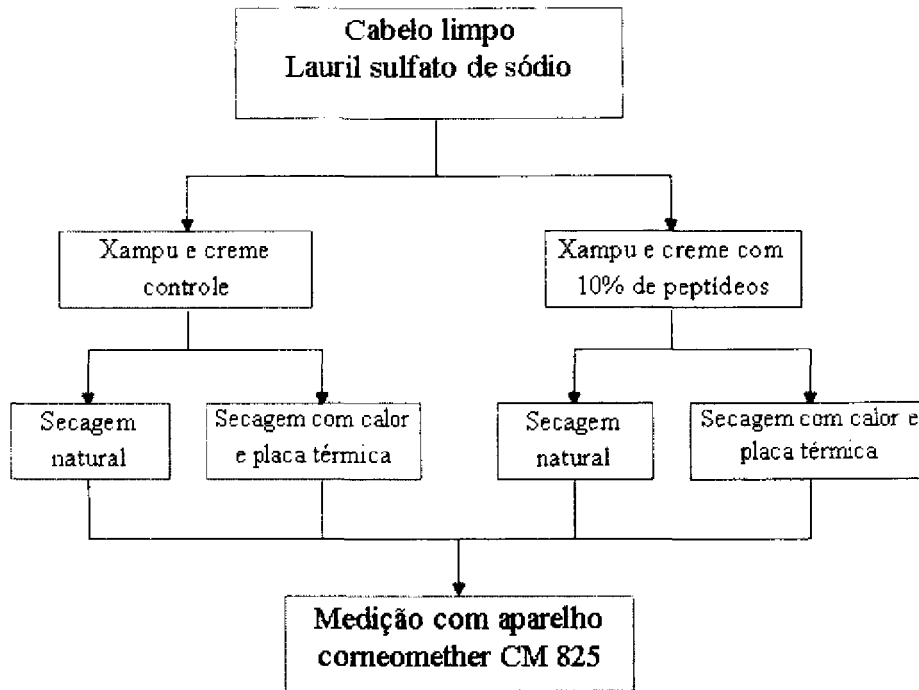 Cabelo limpo
Lauril sulfato de sódio
Xampu e creme
controle
Xampu e creme com
10% de peptídeos
Secagem
natural
Secagem com calor
e placa térmica
Secagem
natural
Secagem com calor e
placa térmica
Medição com aparelho
corneomether CM 825